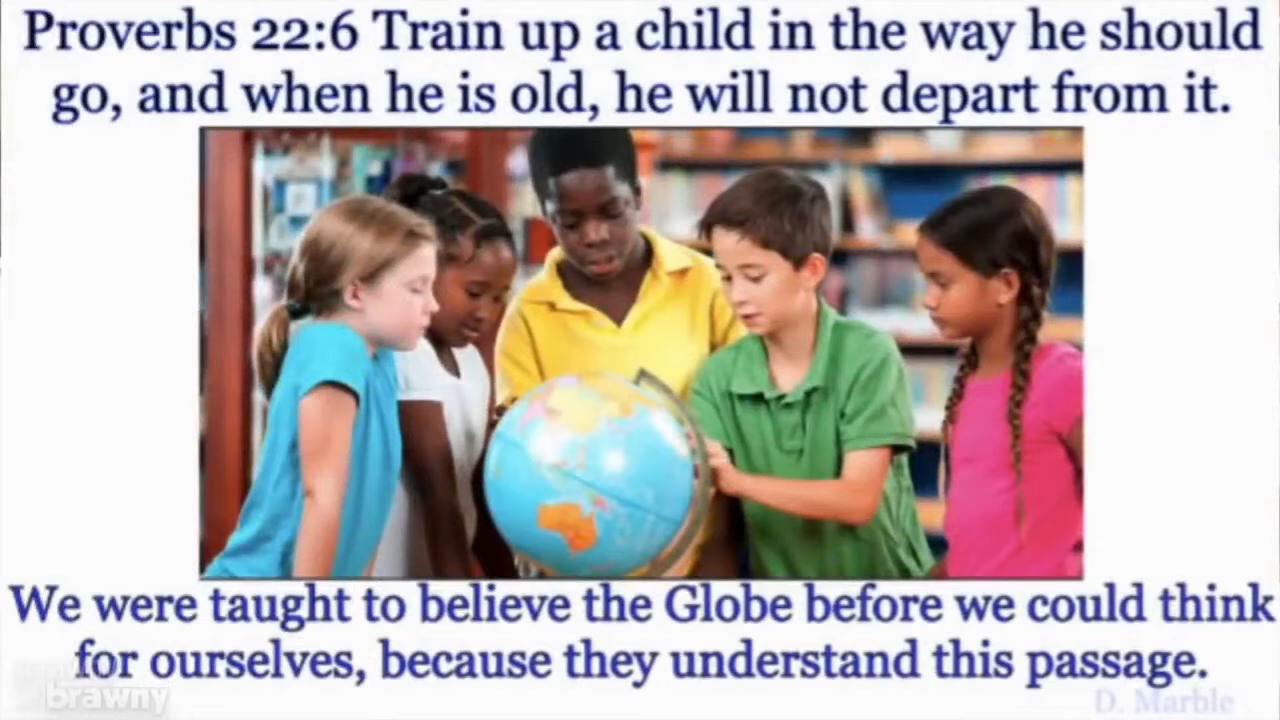 Proverbs 22:6 Train up a child in the way he should
go, and when he is old, he will not depart from it.
We were taught to believe the Globe before we could think
for ourselves, because they understand this passage.
brawny
D. Marble